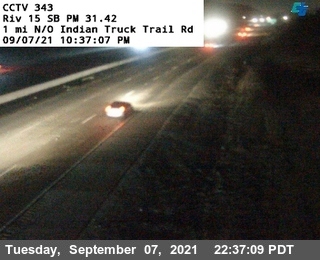 CCTV 343
Riv 15 SB PM 31.42
1 mi N/O Indian Truck Trail Rd
09/07/21 10:37:07 PM
Tuesday, September 07, 2021 22:37:09 PDT